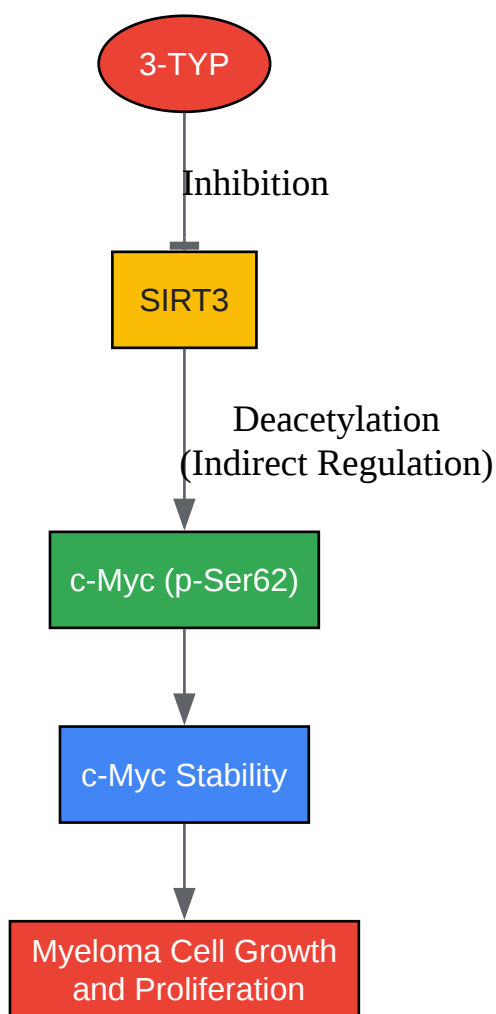 3-TYP
Inhibition
SIRT3
Deacetylation
(Indirect Regulation)
c-Myc (p-Ser62)
c-Myc Stability
Myeloma Cell Growth
and Proliferation